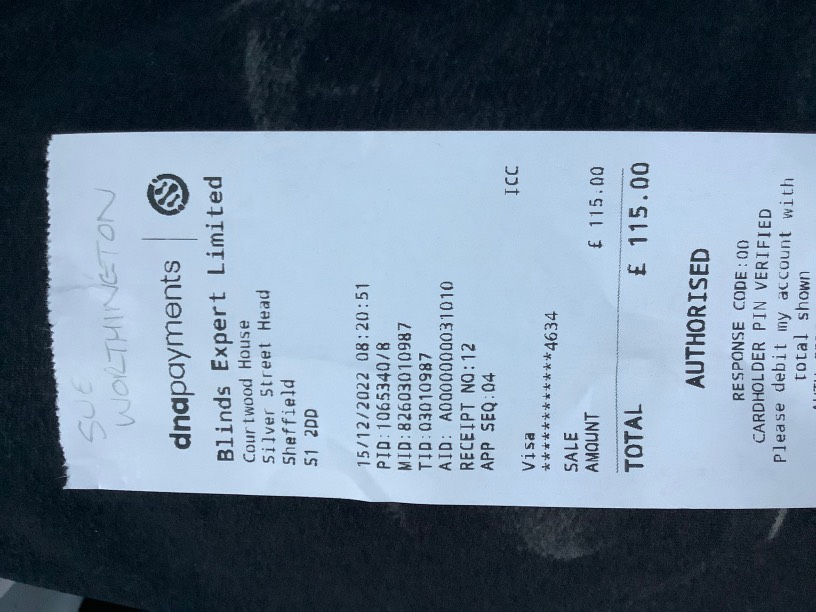 SUE
WORTHINGTON
dnapayments
Blinds Expert Limited
Courtwood House
Silver Street Head
Sheffield
S1 2DD
15/12/2022 08:20:51
PID:1065340/8
MID:82603010987
TID:03010987
AID: A0000000031010
RECEIPT NO:12
APP SEQ:04
ICC
Visa
************4634
SALE
AMOUNT £ 115.00
TOTAL £ 115.00
AUTHORISED
RESPONSE CODE:00
CARDHOLDER PIN VERIFIED
Please debit my account with
total shown